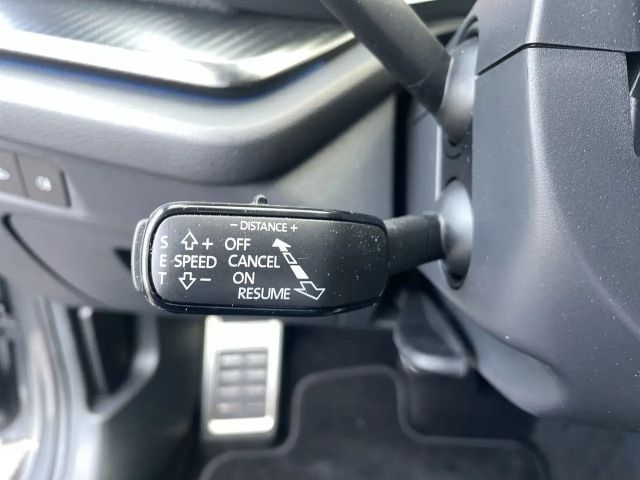 − DISTANCE +
S + OFF
E SPEED CANCEL
T − ON
RESUME